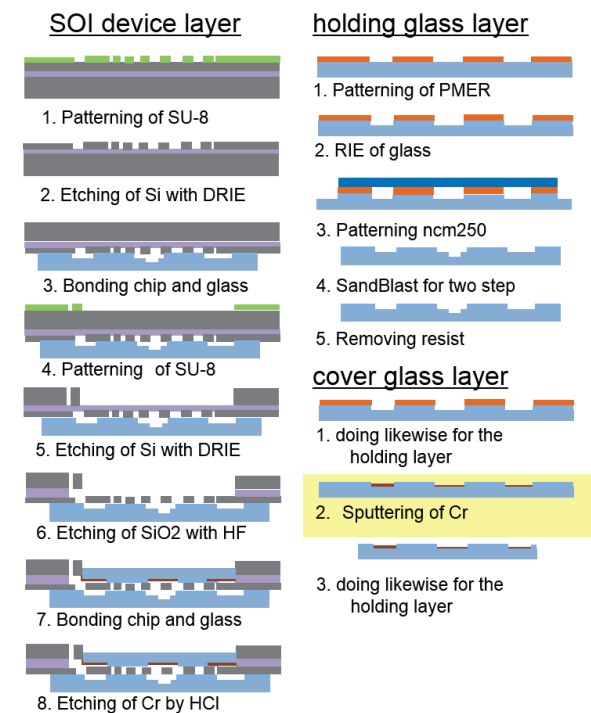 SOI device layer
1. Patterning of SU-8
2. Etching of Si with DRIE
3. Bonding chip and glass
4. Patterning of SU-8
5. Etching of Si with DRIE
6. Etching of SiO2 with HF
7. Bonding chip and glass
8. Etching of Cr by HCl
holding glass layer
1. Patterning of PMER
2. RIE of glass
3. Patterning ncm250
4. SandBlast for two step
5. Removing resist
cover glass layer
1. doing likewise for the
holding layer
2. Sputtering of Cr
3. doing likewise for the
holding layer